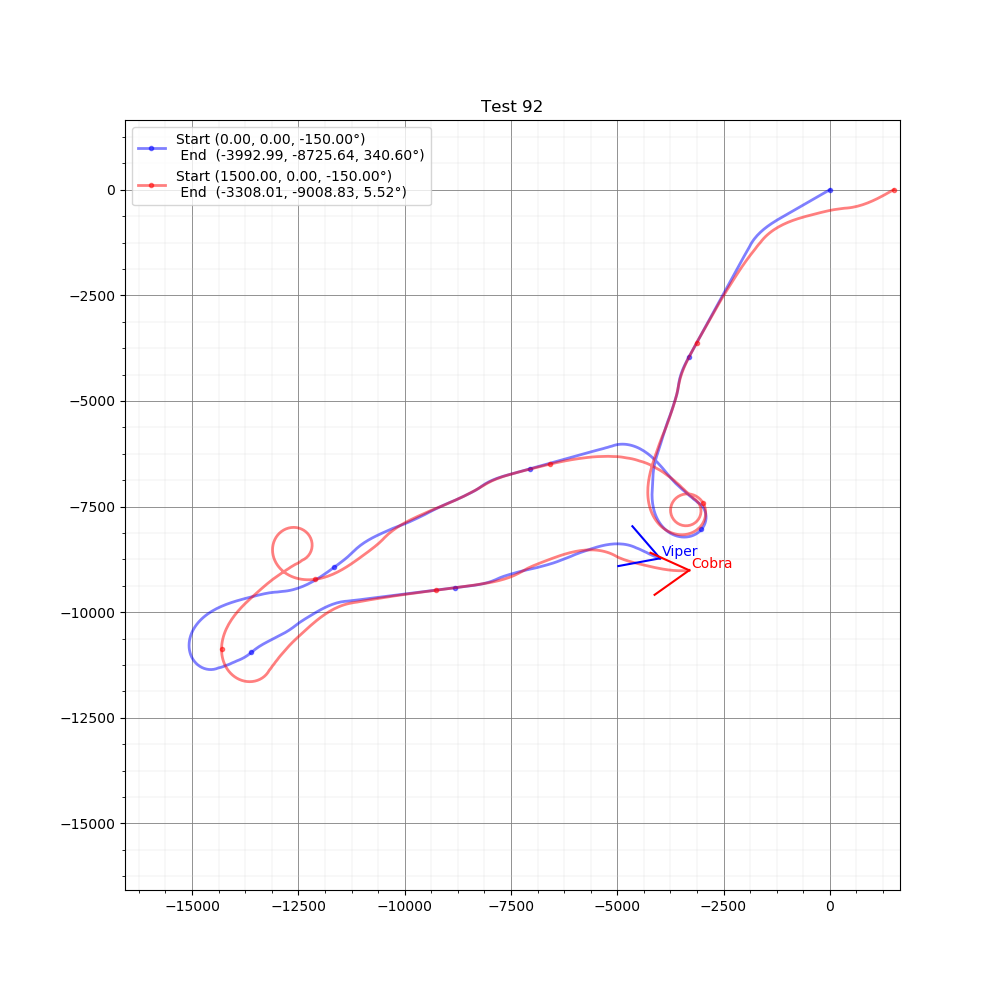 Test 92
Start (0.00, 0.00, -150.00°)
End (-3992.99, -8725.64, 340.60°)
Start (1500.00, 0.00, -150.00°)
End (-3308.01, -9008.83, 5.52°)
0
−2500
−5000
−7500
−10000
−12500
−15000
Viper
Cobra
−15000
−12500
−10000
−7500
−5000
−2500
0